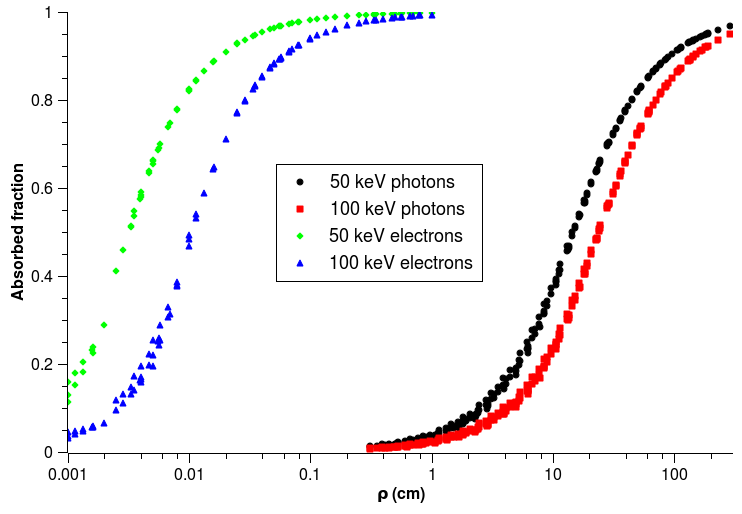 1
0.8
0.6
0.4
0.2
0
Absorbed fraction
50 keV photons
100 keV photons
50 keV electrons
100 keV electrons
0.001 0.01 0.1 1 10 100
ρ (cm)